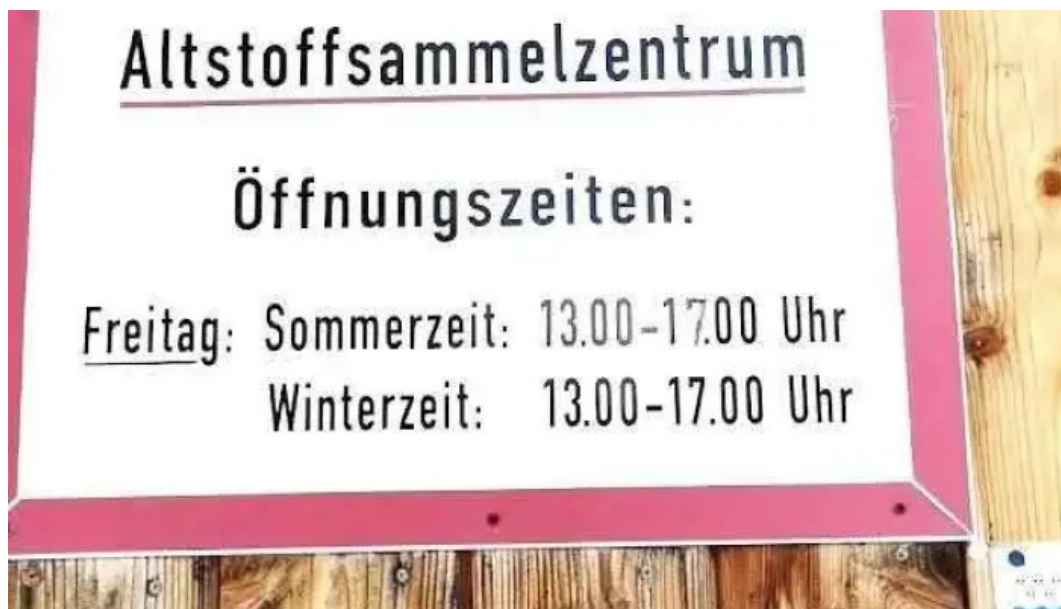 Altstoffsammelzentrum
Öffnungszeiten:
Freitag: Sommerzeit: 13.00-17.00 Uhr
Winterzeit: 13.00-17.00 Uhr